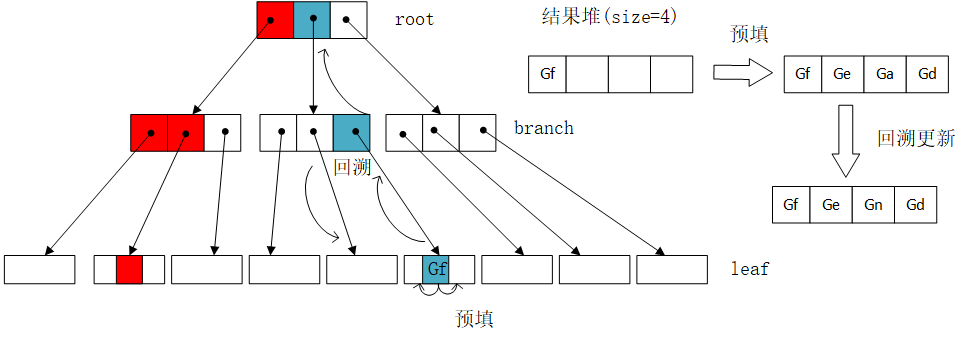 root
结果堆(size=4)
预填
Gf
Gf Ge Ga Gd
branch
回溯
回溯更新
Gf Ge Gn Gd
Gf
leaf
预填